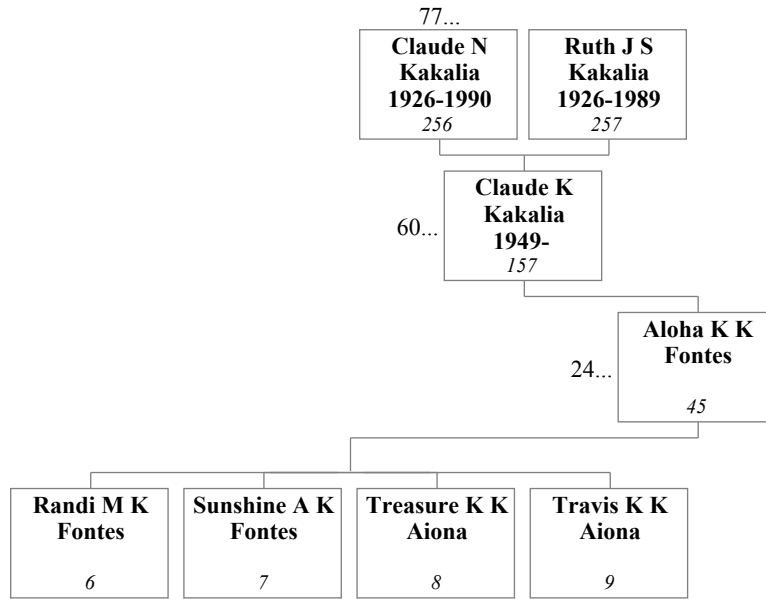 77...
Claude N
Kakalia
1926-1990
256
Ruth J S
Kakalia
1926-1989
257
60...
Claude K
Kakalia
1949-
157
24...
Aloha K K
Fontes
45
Randi M K
Fontes
6
Sunshine A K
Fontes
7
Treasure K K
Aiona
8
Travis K K
Aiona
9